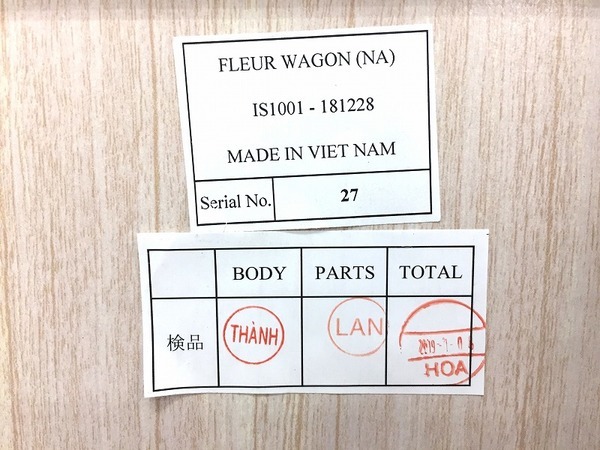 FLEUR WAGON (NA)
IS1001 - 181228
MADE IN VIET NAM
Serial No. 27
BODY PARTS TOTAL
検品 THÀNH LAN
HOA